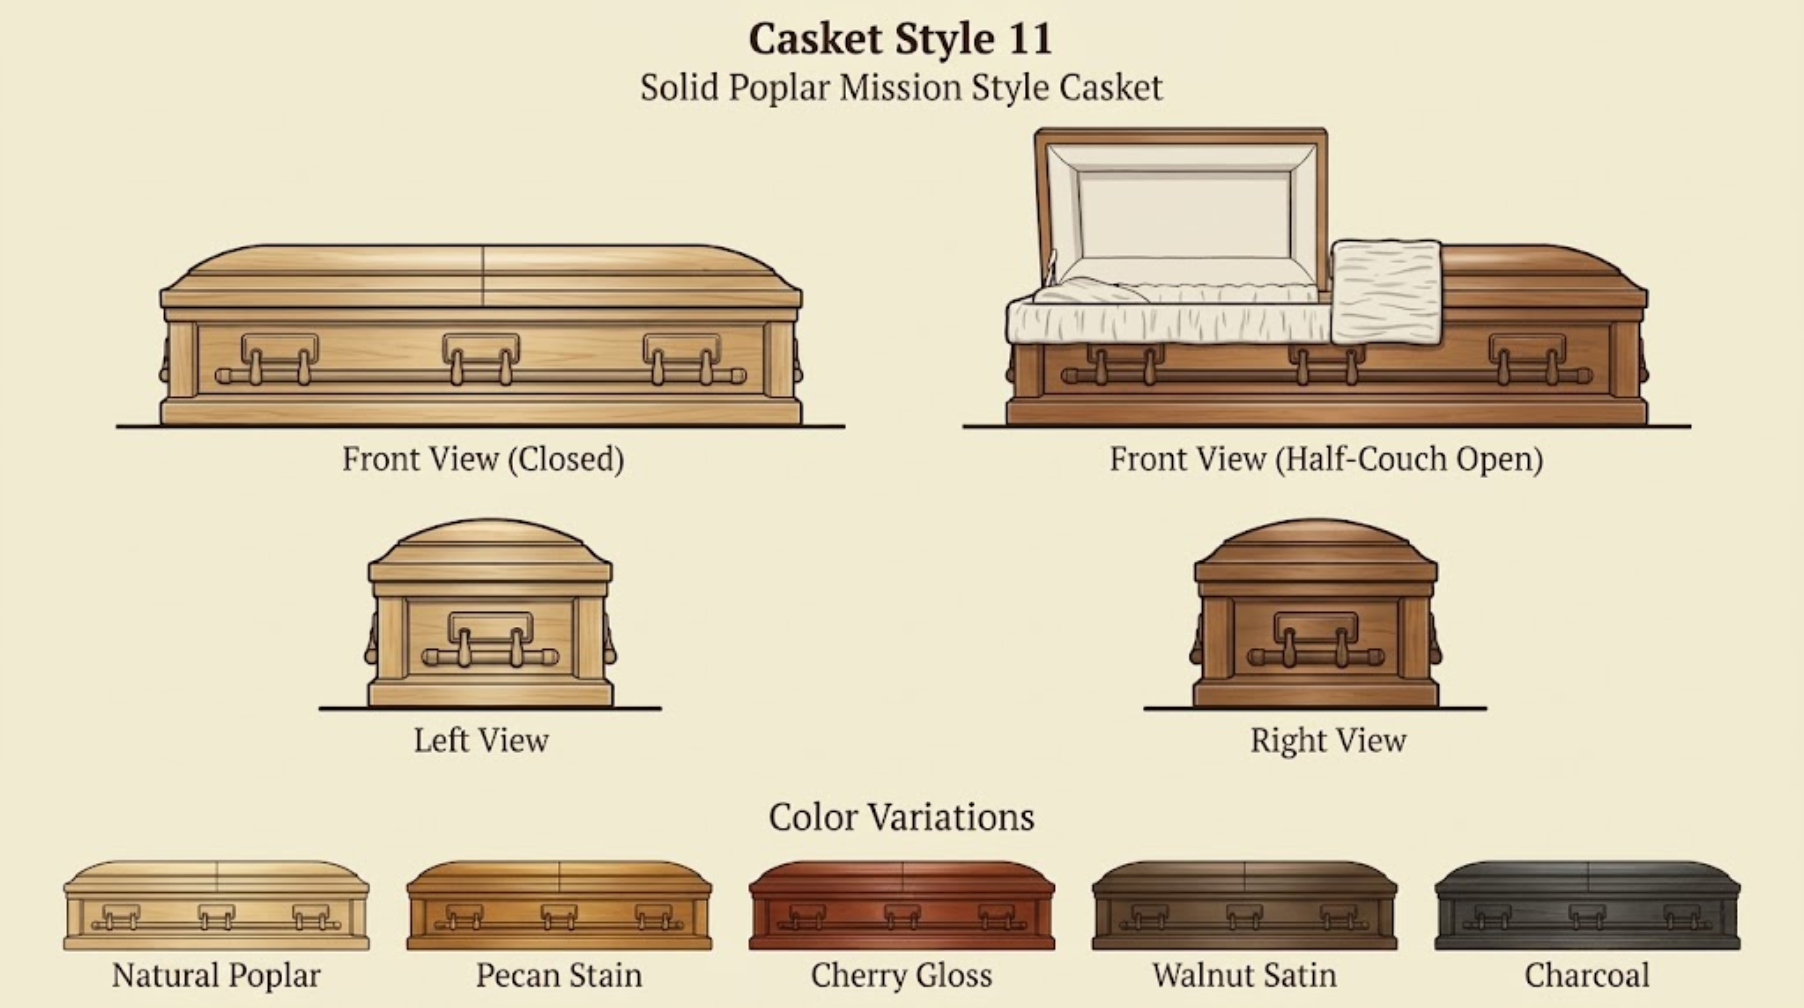 Casket Style 11
Solid Poplar Mission Style Casket
Front View (Closed)
Front View (Half-Couch Open)
Left View
Right View
Color Variations
Natural Poplar
Pecan Stain
Cherry Gloss
Walnut Satin
Charcoal